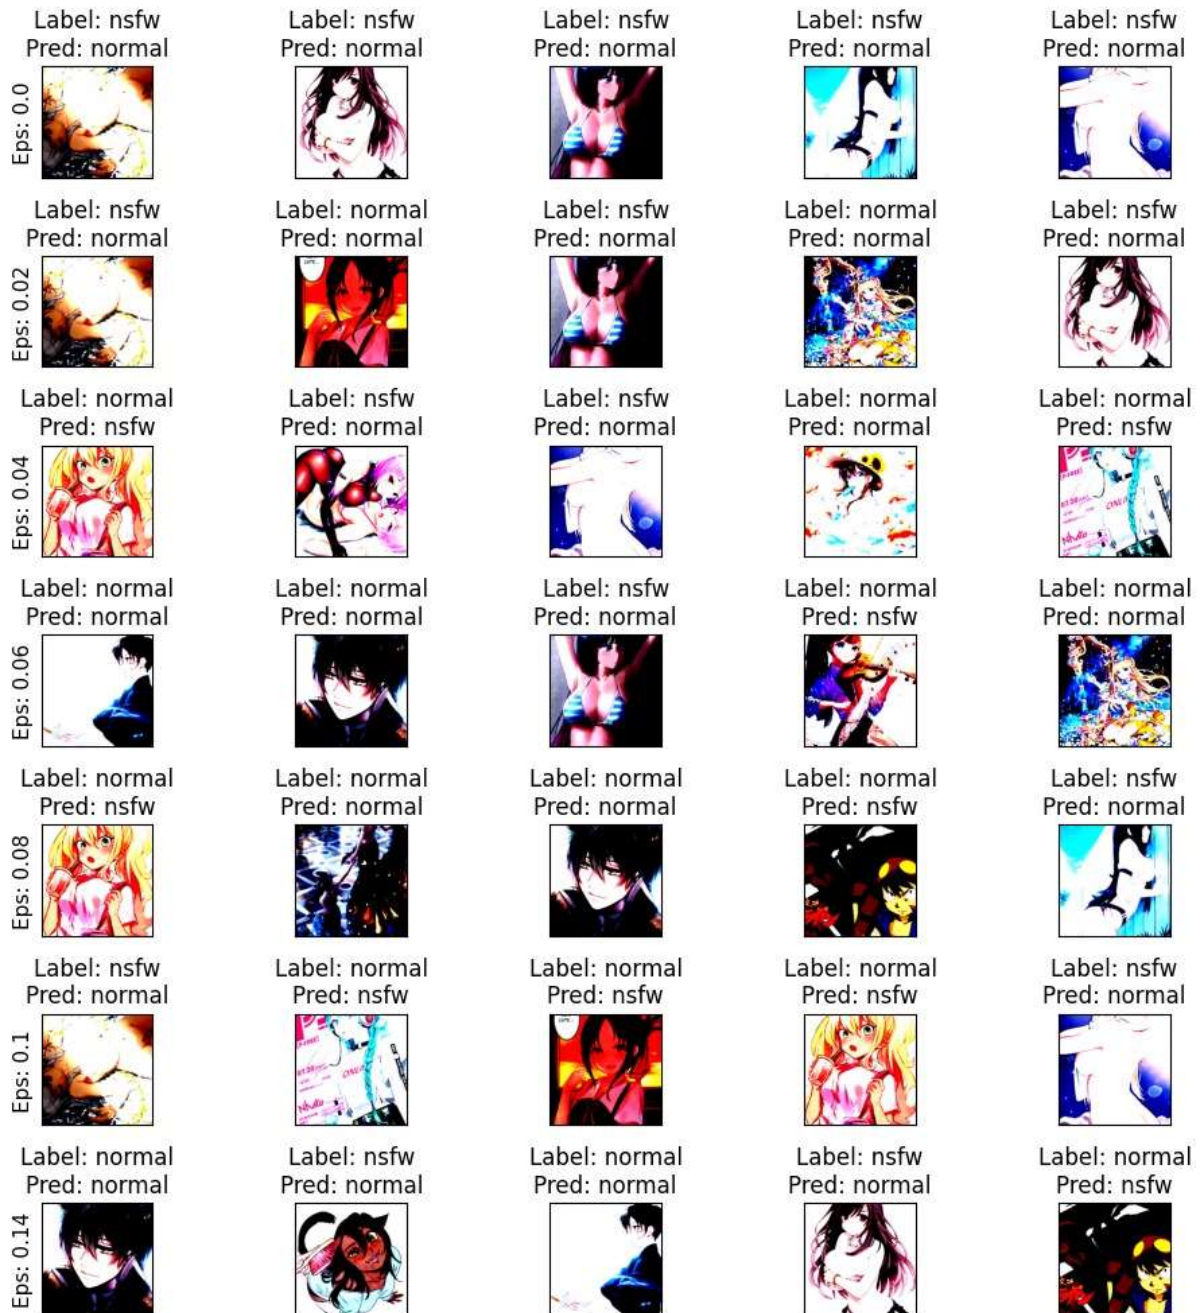 Label: nsfw Label: nsfw Label: nsfw Label: nsfw Label: nsfw
Pred: normal Pred: normal Pred: normal Pred: normal Pred: normal
Eps: 0.0
Label: nsfw Label: normal Label: nsfw Label: normal Label: nsfw
Pred: normal Pred: normal Pred: normal Pred: normal Pred: normal
Eps: 0.02
Label: normal Label: nsfw Label: nsfw Label: normal Label: normal
Pred: nsfw Pred: normal Pred: normal Pred: normal Pred: nsfw
Eps: 0.04
Label: normal Label: normal Label: nsfw Label: normal Label: normal
Pred: normal Pred: normal Pred: normal Pred: nsfw Pred: normal
Eps: 0.06
Label: normal Label: normal Label: normal Label: normal Label: nsfw
Pred: nsfw Pred: normal Pred: normal Pred: nsfw Pred: normal
Eps: 0.08
Label: nsfw Label: normal Label: normal Label: normal Label: nsfw
Pred: normal Pred: nsfw Pred: nsfw Pred: nsfw Pred: normal
Eps: 0.1
Label: normal Label: nsfw Label: normal Label: nsfw Label: normal
Pred: normal Pred: normal Pred: normal Pred: normal Pred: nsfw
Eps: 0.14